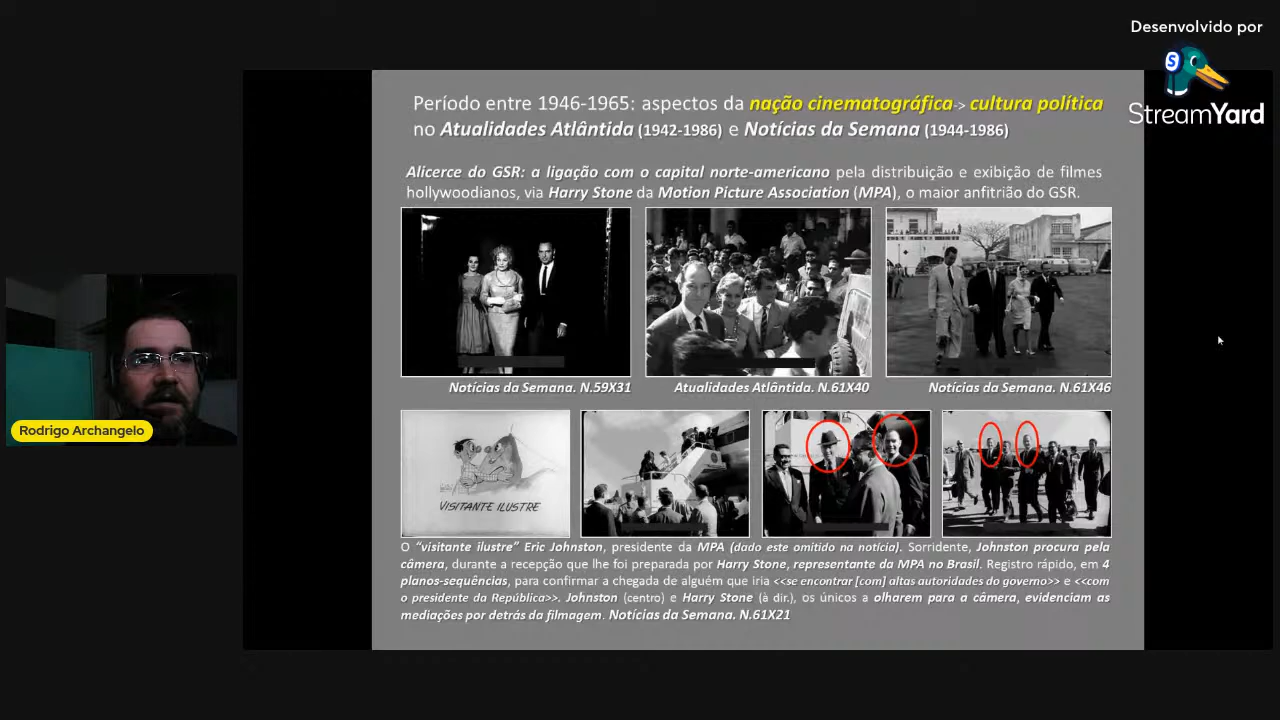 Desenvolvido por
StreamYard
Período entre 1946-1965: aspectos da nação cinematográfica-> cultura política
no Atualidades Atlântida (1942-1986) e Notícias da Semana (1944-1986)
Alicerce do GSR: a ligação com o capital norte-americano pela distribuição e exibição de filmes
hollywoodianos, via Harry Stone da Motion Picture Association (MPA), o maior anfitrião do GSR.
Notícias da Semana. N.59X31
Atualidades Atlântida. N.61X40
Notícias da Semana. N.61X46
VISITANTE ILUSTRE
O “visitante ilustre” Eric Johnston, presidente da MPA (dado este omitido na notícia). Sorridente, Johnston procura pela
câmera, durante a recepção que lhe foi preparada por Harry Stone, representante da MPA no Brasil. Registro rápido, em 4
planos-sequências, para confirmar a chegada de alguém que iria <<se encontrar [com] altas autoridades do governo>> e <<com
o presidente da República>>. Johnston (centro) e Harry Stone (à dir.), os únicos a olharem para a câmera, evidenciam as
mediações por detrás da filmagem. Notícias da Semana. N.61X21
Rodrigo Archangelo